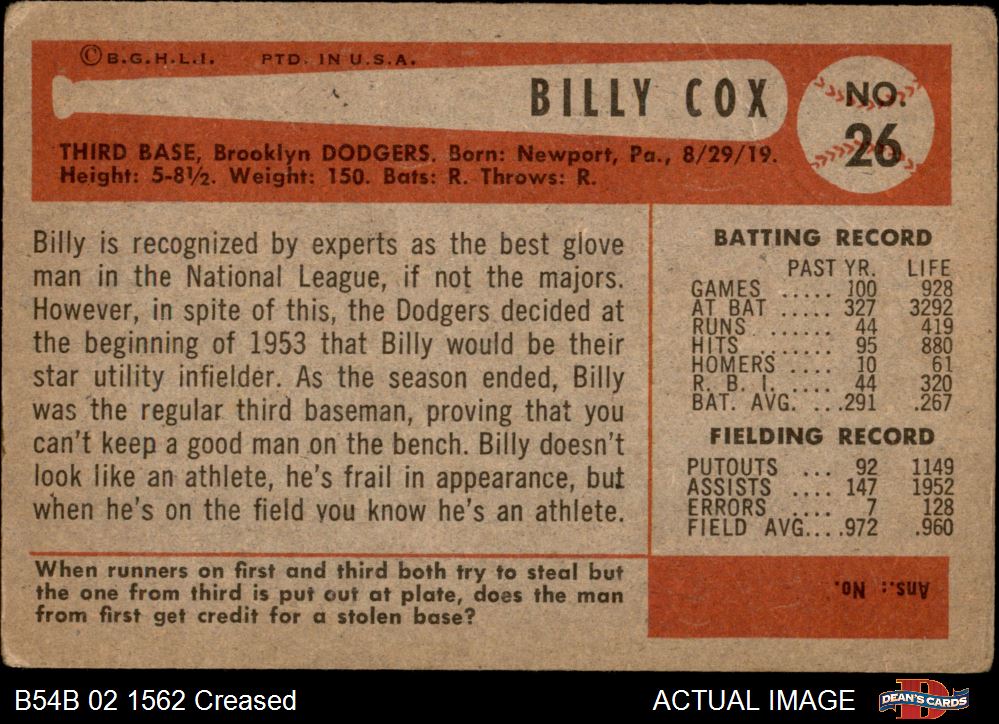 ©B.G.H.L.I. PTD. IN U.S.A.
BILLY COX
NO.
26
THIRD BASE, Brooklyn DODGERS. Born: Newport, Pa., 8/29/19.
Height: 5-8½. Weight: 150. Bats: R. Throws: R.
Billy is recognized by experts as the best glove
man in the National League, if not the majors.
However, in spite of this, the Dodgers decided at
the beginning of 1953 that Billy would be their
star utility infielder. As the season ended, Billy
was the regular third baseman, proving that you
can't keep a good man on the bench. Billy doesn't
look like an athlete, he's frail in appearance, but
when he's on the field you know he's an athlete.
BATTING RECORD
PAST YR. LIFE
GAMES ..... 100 928
AT BAT ..... 327 3292
RUNS ...... 44 419
HITS ....... 95 880
HOMERS .... 10 61
R. B. I. .... 44 320
BAT. AVG. ...291 .267
FIELDING RECORD
PUTOUTS ... 92 1149
ASSISTS .... 147 1952
ERRORS .... 7 128
FIELD AVG....972 .960
When runners on first and third both try to steal but
the one from third is put out at plate, does the man
from first get credit for a stolen base?
Ans.: No.
B54B 02 1562 Creased
ACTUAL IMAGE
DEAN'S CARDS